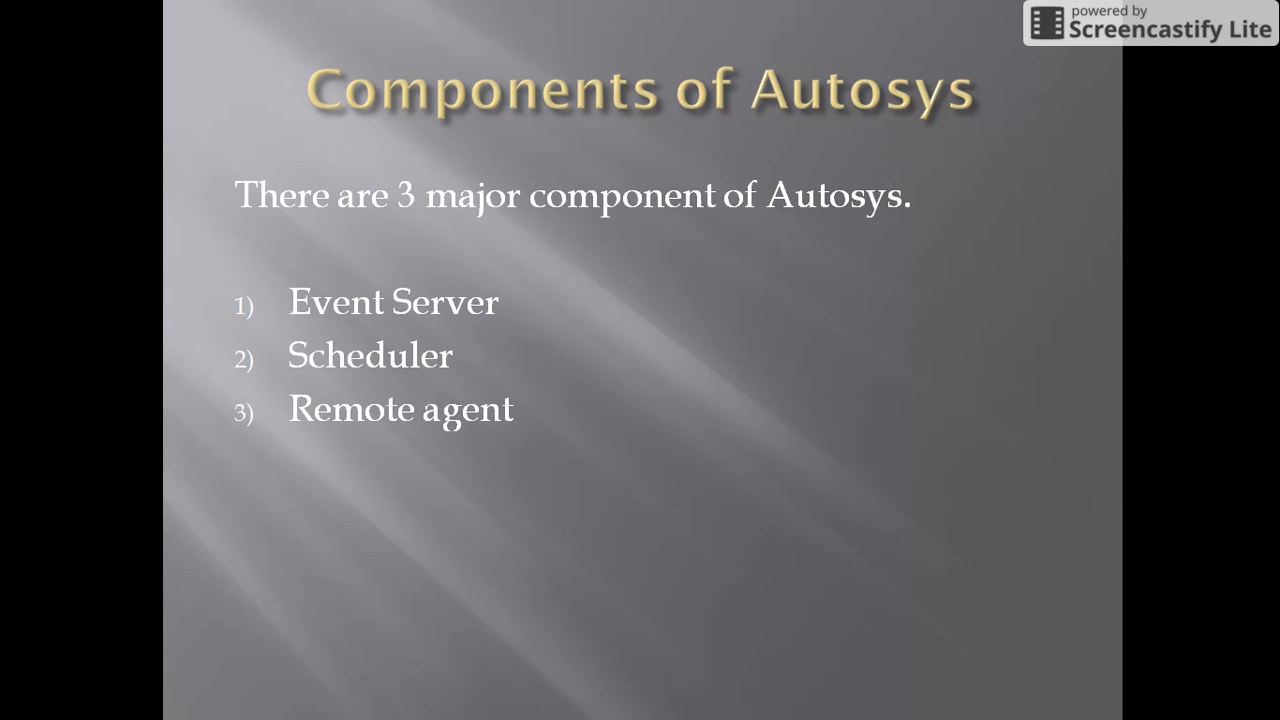 powered by
Screencastify Lite
Components of Autosys
There are 3 major component of Autosys.
1) Event Server
2) Scheduler
3) Remote agent